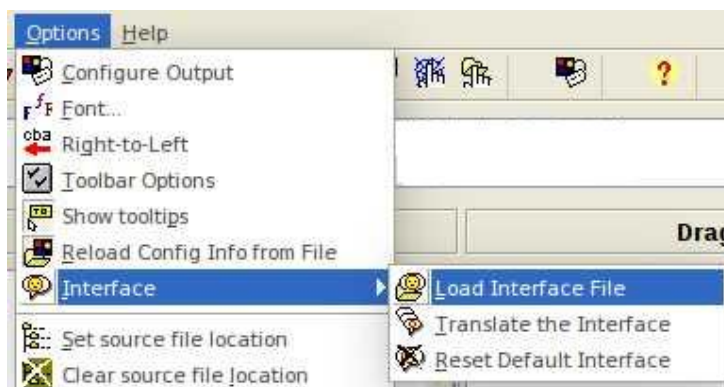 Options Help
Configure Output
Font...
Right-to-Left
Toolbar Options
Show tooltips
Reload Config Info from File
Interface
Set source file location
Clear source file location
?
Drag
Load Interface File
Translate the Interface
Reset Default Interface